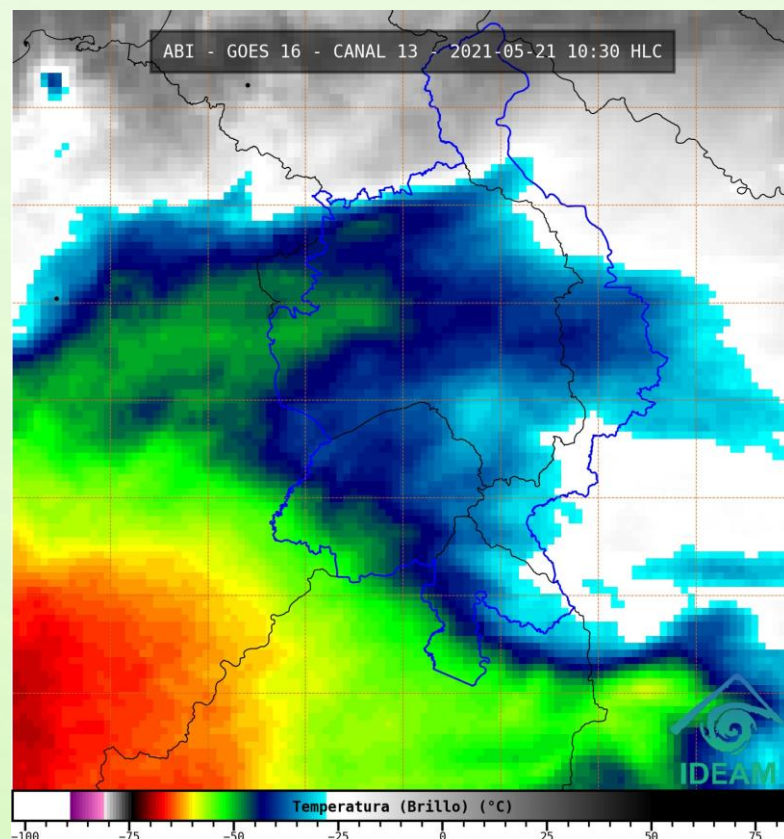 ABI - GOES 16 - CANAL 13 - 2021-05-21 10:30 HLC
IDEAM
Temperatura (Brillo) (°C)
-100 -75 -50 -25 0 25 50 75